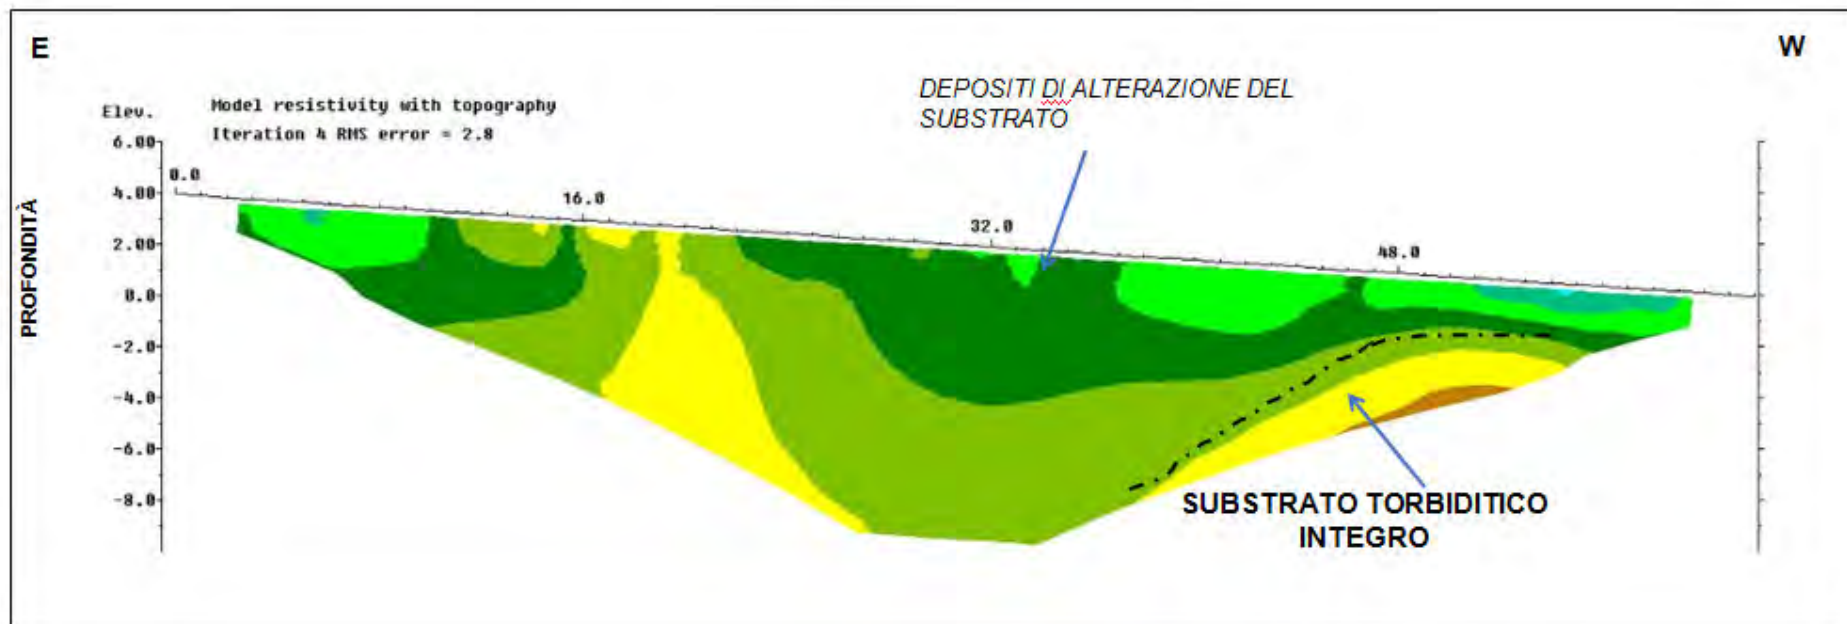 E
W
DEPOSITI DI ALTERAZIONE DEL
SUBSTRATO
Model resistivity with topography
Iteration 4 RMS error = 2.8
Elev.
6.00
4.00
2.00
0.0
-2.0
-4.0
-6.0
-8.0
0.0
16.0
32.0
48.0
PROFONDITÀ
SUBSTRATO TORBIDITICO
INTEGRO